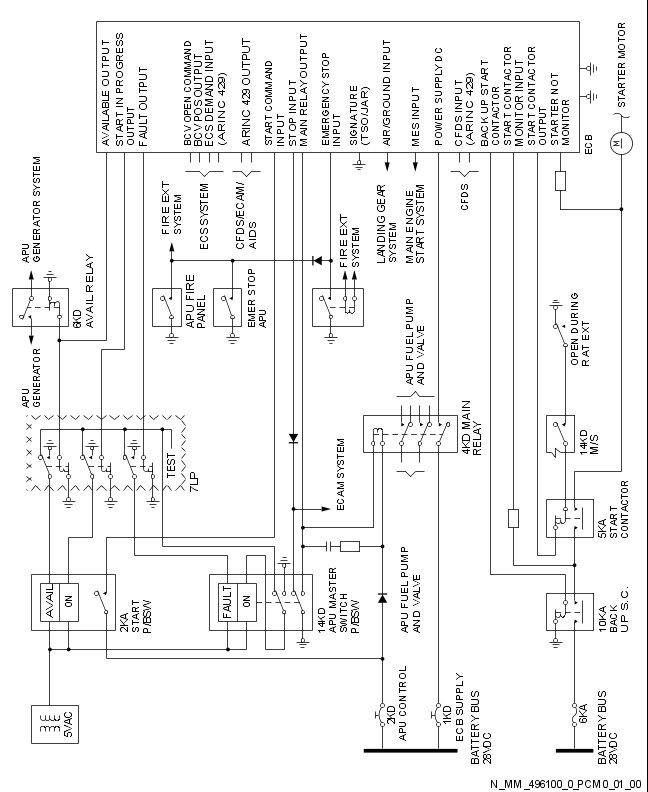 AVAILABLE OUTPUT
START IN PROGRESS
OUTPUT
FAULT OUTPUT
BCV OPEN COMMAND
BCV POS OUTPUT
ECS DEMAND INPUT
(ARINC 429)
ARINC 429 OUTPUT
START COMMAND
INPUT
STOP INPUT
MAIN RELAY OUTPUT
EMERGENCY STOP
INPUT
SIGNATURE
(TSO/JAR)
AIR/GROUND INPUT
MES INPUT
POWER SUPPLY DC
CFDS INPUT
(ARINC 429)
BACK UP START
CONTACTOR
START CONTACTOR
MONITOR INPUT
START CONTACTOR
OUTPUT
STARTER NOT
MONITOR
ECB
STARTER MOTOR
M
APU
GENERATOR SYSTEM
6KD
AVAIL RELAY
APU
GENERATOR
FIRE EXT
SYSTEM
ECS SYSTEM
CFDS/ECAM/
AIDS
FIRE EXT
SYSTEM
LANDING GEAR
SYSTEM
MAIN ENGINE
START SYSTEM
CFDS
APU FIRE
PANEL
EMER STOP
APU
APU FUEL PUMP
AND VALVE
OPEN DURING
RAT EXT
TEST
7LP
4KD MAIN
RELAY
14KD
M/S
ECAM SYSTEM
5KA
START
CONTACTOR
AVAIL
ON
2KA
START
P/BSW
FAULT
ON
14KD
APU MASTER
SWITCH
P/BSW
APU FUEL PUMP
AND VALVE
10KA
BACK
UP S.C.
5VAC
2KD
APU CONTROL
1KD
ECB SUPPLY
BATTERY BUS
28VDC
6KA
BATTERY BUS
28VDC
N_MM_496100_0_PCM0_01_00